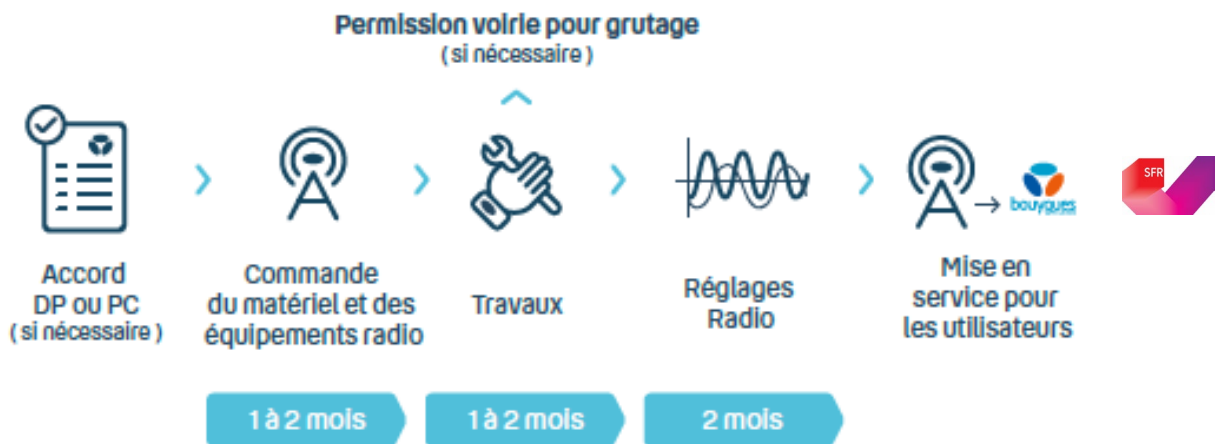 Permission voirie pour grutage
( si nécessaire )
Accord
DP ou PC
( si nécessaire )
Commande
du matériel et des
équipements radio
Travaux
Réglages
Radio
bouygues
SFR
Mise en
service pour
les utilisateurs
1 à 2 mois
1 à 2 mois
2 mois